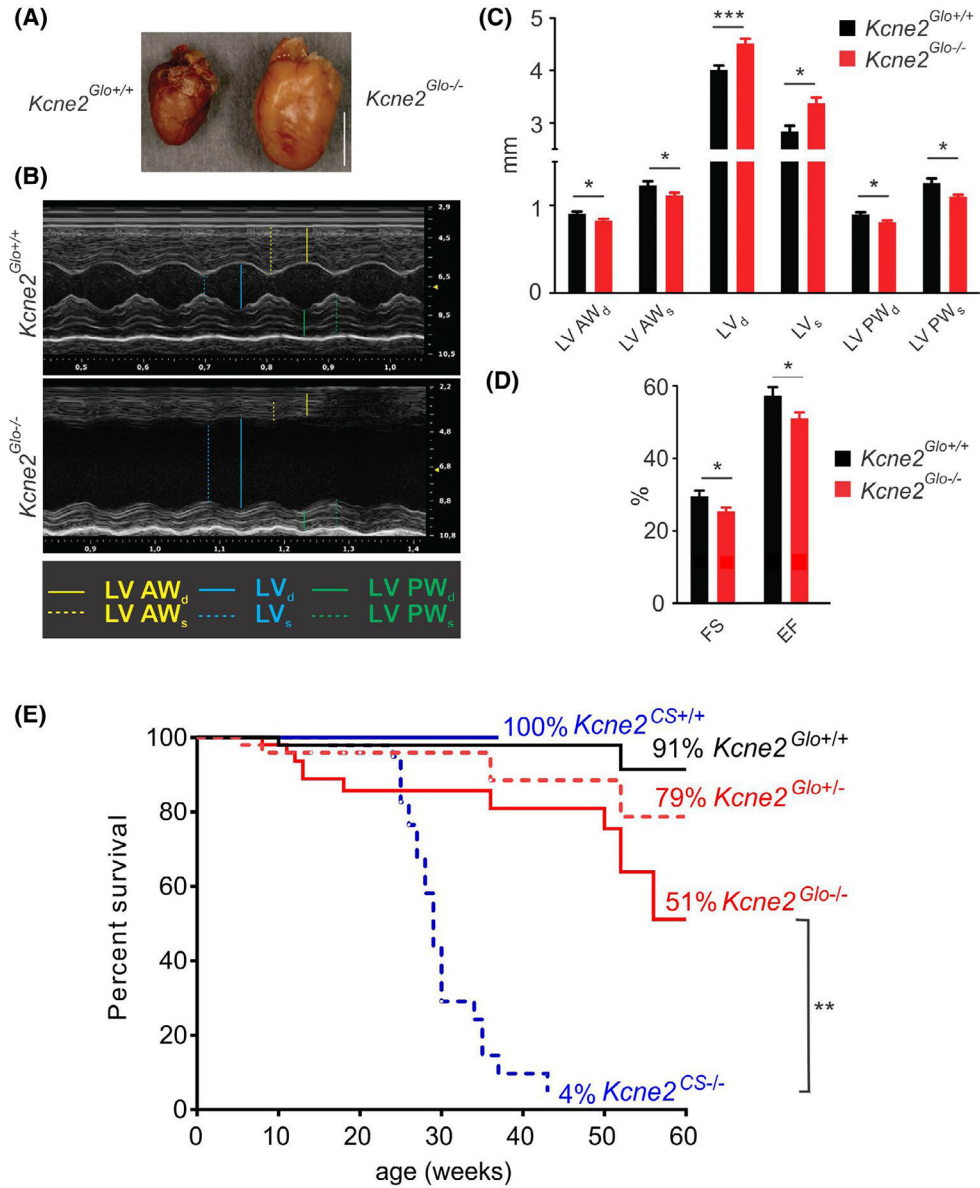 (A)
Kcne2Glo+/+
Kcne2Glo-/-
(B)
Kcne2Glo+/+
2,9
4,5
6,5
9,5
10,5
0,5
0,6
0,7
0,8
0,9
1,0
Kcne2Glo-/-
2,2
4,8
6,8
8,8
10,8
0,9
1,0
1,1
1,2
1,3
1,4
LV AWd LVd LV PWd
LV AWs LVs LV PWs
(C)
Kcne2Glo+/+
Kcne2Glo-/-
mm
5
4
3
1
0
*
*
***
*
*
*
LV AWd
LV AWs
LVd
LVs
LV PWd
LV PWs
(D)
%
60
40
20
0
*
*
FS
EF
Kcne2Glo+/+
Kcne2Glo-/-
(E)
Percent survival
100
80
60
40
20
0
100% Kcne2CS+/+
91% Kcne2Glo+/+
79% Kcne2Glo+/-
51% Kcne2Glo-/-
**
4% Kcne2CS-/-
0 10 20 30 40 50 60
age (weeks)